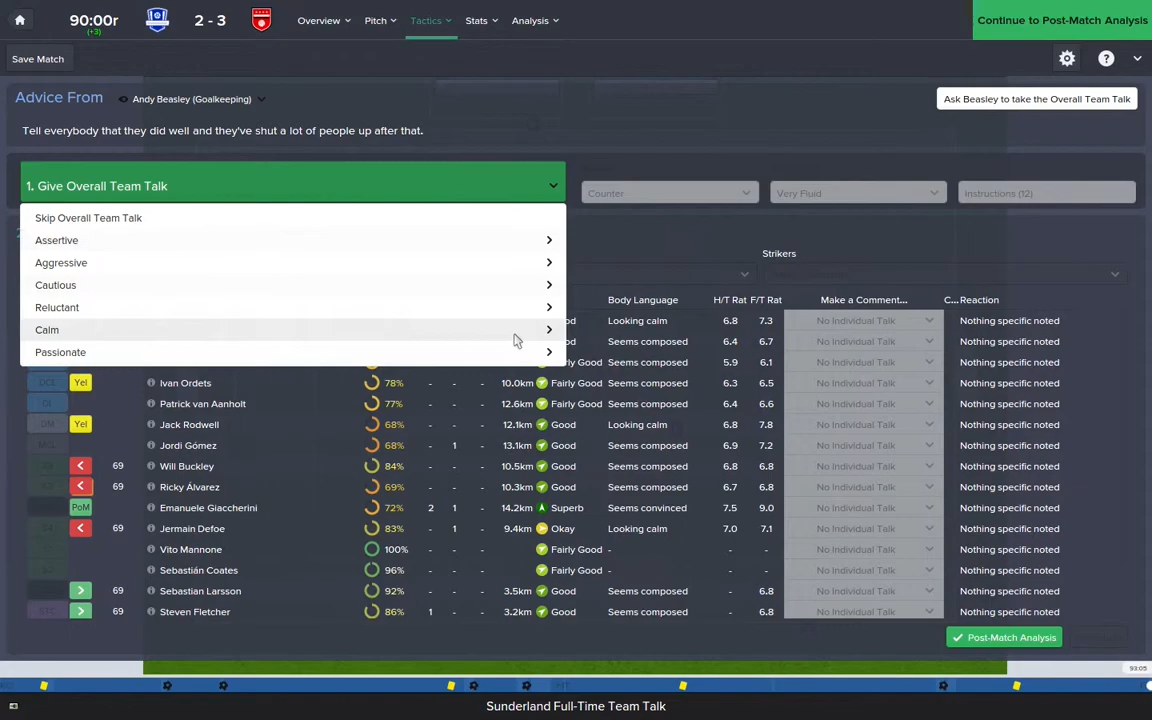 90:00r
(+3)
2 - 3
Overview
Pitch
Tactics
Stats
Analysis
Continue to Post-Match Analysis
Save Match
Advice From
Andy Beasley (Goalkeeping)
Ask Beasley to take the Overall Team Talk
Tell everybody that they did well and they've shut a lot of people up after that.
1. Give Overall Team Talk
Counter
Very Fluid
Instructions (12)
Skip Overall Team Talk
Assertive
Aggressive
Cautious
Reluctant
Calm
Passionate
Strikers
Body Language H/T Rat F/T Rat Make a Comment... C... Reaction
Looking calm 6.8 7.3 No Individual Talk Nothing specific noted
Seems composed 6.4 6.7 No Individual Talk Nothing specific noted
Fairly Good Seems composed 5.9 6.1 No Individual Talk Nothing specific noted
Yel Ivan Ordets 78% - - - 10.0km Fairly Good Seems composed 6.3 6.5 No Individual Talk Nothing specific noted
Patrick van Aanholt 77% - - - 12.6km Fairly Good Seems composed 6.4 6.6 No Individual Talk Nothing specific noted
DM Yel Jack Rodwell 68% - - - 12.1km Good Looking calm 6.8 7.8 No Individual Talk Nothing specific noted
MCL Jordi Gómez 68% - 1 - 13.1km Good Seems composed 6.9 7.2 No Individual Talk Nothing specific noted
69 Will Buckley 84% - - - 10.5km Good Seems composed 6.8 6.8 No Individual Talk Nothing specific noted
69 Ricky Álvarez 69% - - - 10.3km Good Seems composed 6.7 6.8 No Individual Talk Nothing specific noted
PoM Emanuele Giaccherini 72% 2 1 - 14.2km Superb Seems convinced 7.5 9.0 No Individual Talk Nothing specific noted
69 Jermain Defoe 83% - 1 - 9.4km Okay Looking calm 7.0 7.1 No Individual Talk Nothing specific noted
Vito Mannone 100% - - - Fairly Good - - - No Individual Talk Nothing specific noted
Sebastián Coates 96% - - - Fairly Good - - - No Individual Talk Nothing specific noted
69 Sebastian Larsson 92% - - - 3.5km Good Seems composed - 6.8 No Individual Talk Nothing specific noted
STC 69 Steven Fletcher 86% 1 - - 3.2km Good Seems composed - 6.8 No Individual Talk Nothing specific noted
Post-Match Analysis
93:05
HT
Sunderland Full-Time Team Talk